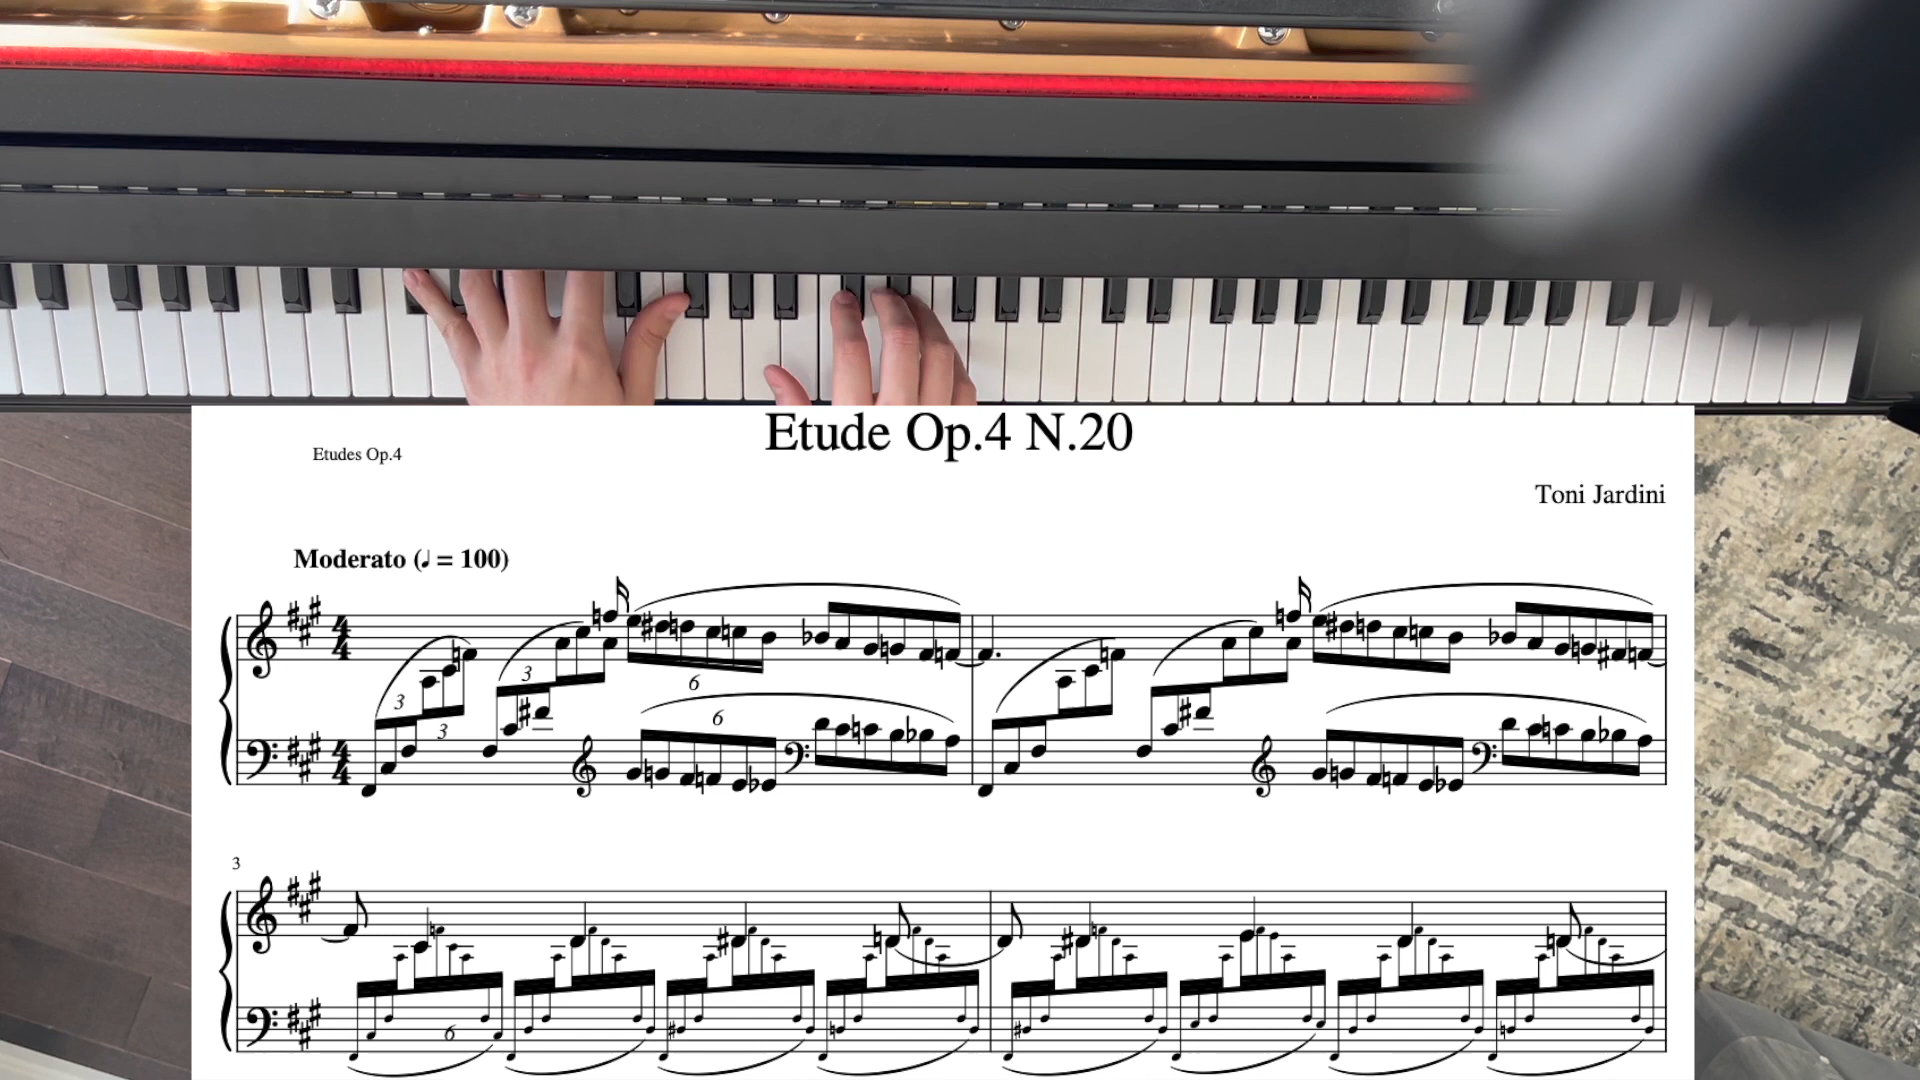 Etude Op.4 N.20
Etudes Op.4
Toni Jardini
Moderato (♩ = 100)
3
3
3
6
6
3
6